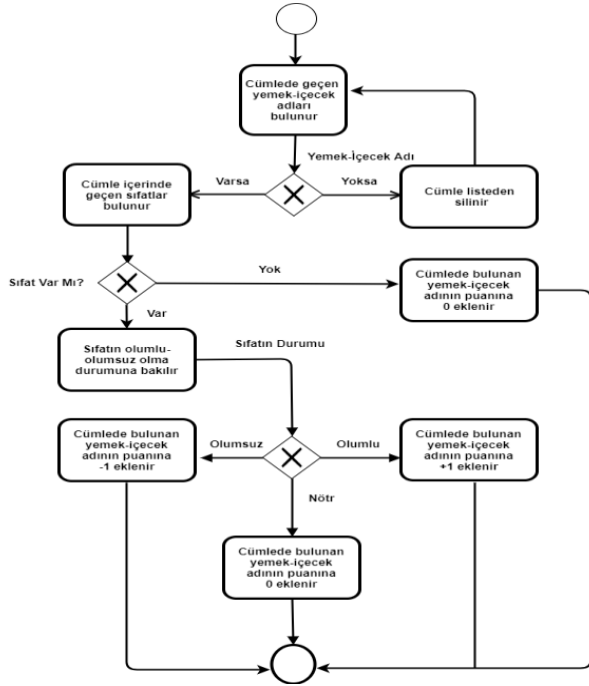 Cümlede geçen
yemek-içecek
adları
bulunur
Yemek-İçecek Adı
Varsa
Yoksa
Cümle içerinde
geçen sıfatlar
bulunur
Cümle listeden
silinir
Sıfat Var Mı?
Yok
Cümlede bulunan
yemek-içecek
adının puanına
0 eklenir
Var
Sıfatın olumlu-
olumsuz olma
durumuna bakılır
Sıfatın Durumu
Cümlede bulunan
yemek-içecek
adının puanına
-1 eklenir
Olumsuz
Olumlu
Cümlede bulunan
yemek-içecek
adının puanına
+1 eklenir
Nötr
Cümlede bulunan
yemek-içecek
adının puanına
0 eklenir